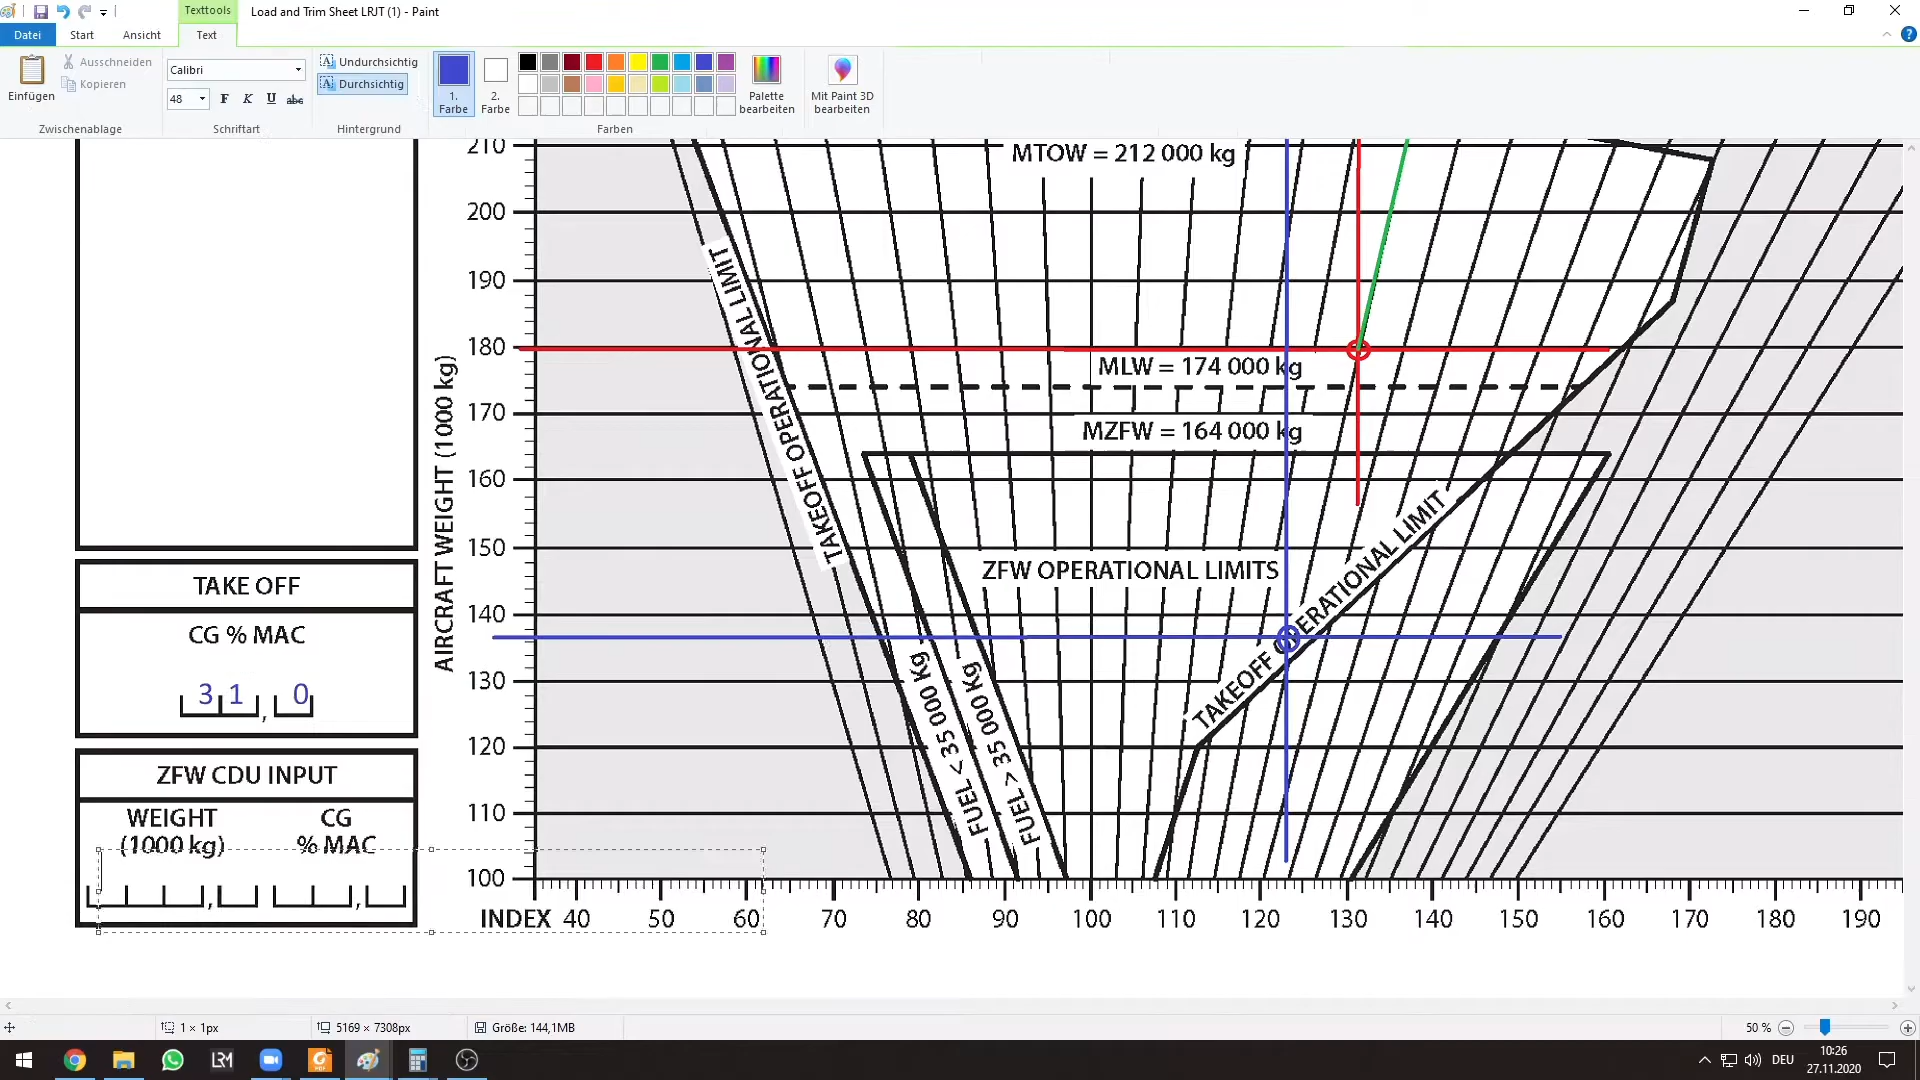 Texttools
Load and Trim Sheet LRJT (1) - Paint
Datei
Start
Ansicht
Text
Einfügen
Ausschneiden
Kopieren
Zwischenablage
Calibri
48
F
K
U
abc
Schriftart
Undurchsichtig
Durchsichtig
Hintergrund
1. Farbe
2. Farbe
Palette bearbeiten
Farben
Mit Paint 3D bearbeiten
TAKE OFF
CG % MAC
3 1 , 0
ZFW CDU INPUT
WEIGHT
(1000 kg)
CG
% MAC
AIRCRAFT WEIGHT (1000 kg)
210
200
190
180
170
160
150
140
130
120
110
100
MTOW = 212 000 kg
MLW = 174 000 kg
MZFW = 164 000 kg
ZFW OPERATIONAL LIMITS
TAKEOFF OPERATIONAL LIMIT
TAKEOFF OPERATIONAL LIMIT
FUEL < 35 000 kg
FUEL > 35 000 kg
INDEX 40 50 60 70 80 90 100 110 120 130 140 150 160 170 180 190
1 × 1px
5169 × 7308px
Größe: 144,1MB
50 %
LRM
DEU
10:26
27.11.2020